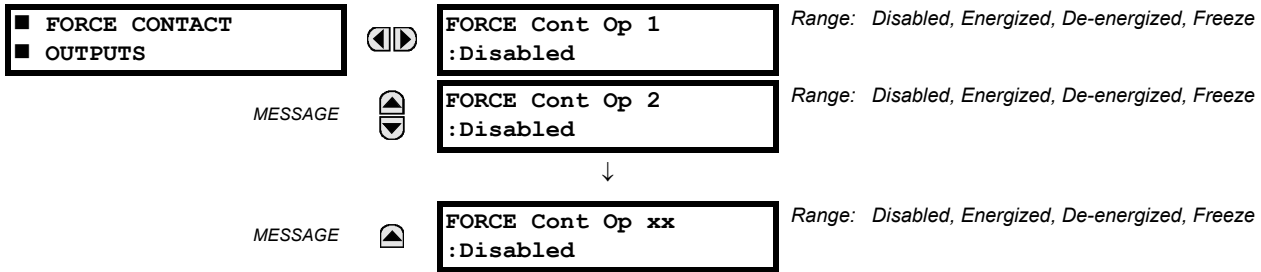 ■ FORCE CONTACT
■ OUTPUTS
FORCE Cont Op 1
:Disabled
Range: Disabled, Energized, De-energized, Freeze
MESSAGE
FORCE Cont Op 2
:Disabled
Range: Disabled, Energized, De-energized, Freeze
↓
MESSAGE
FORCE Cont Op xx
:Disabled
Range: Disabled, Energized, De-energized, Freeze